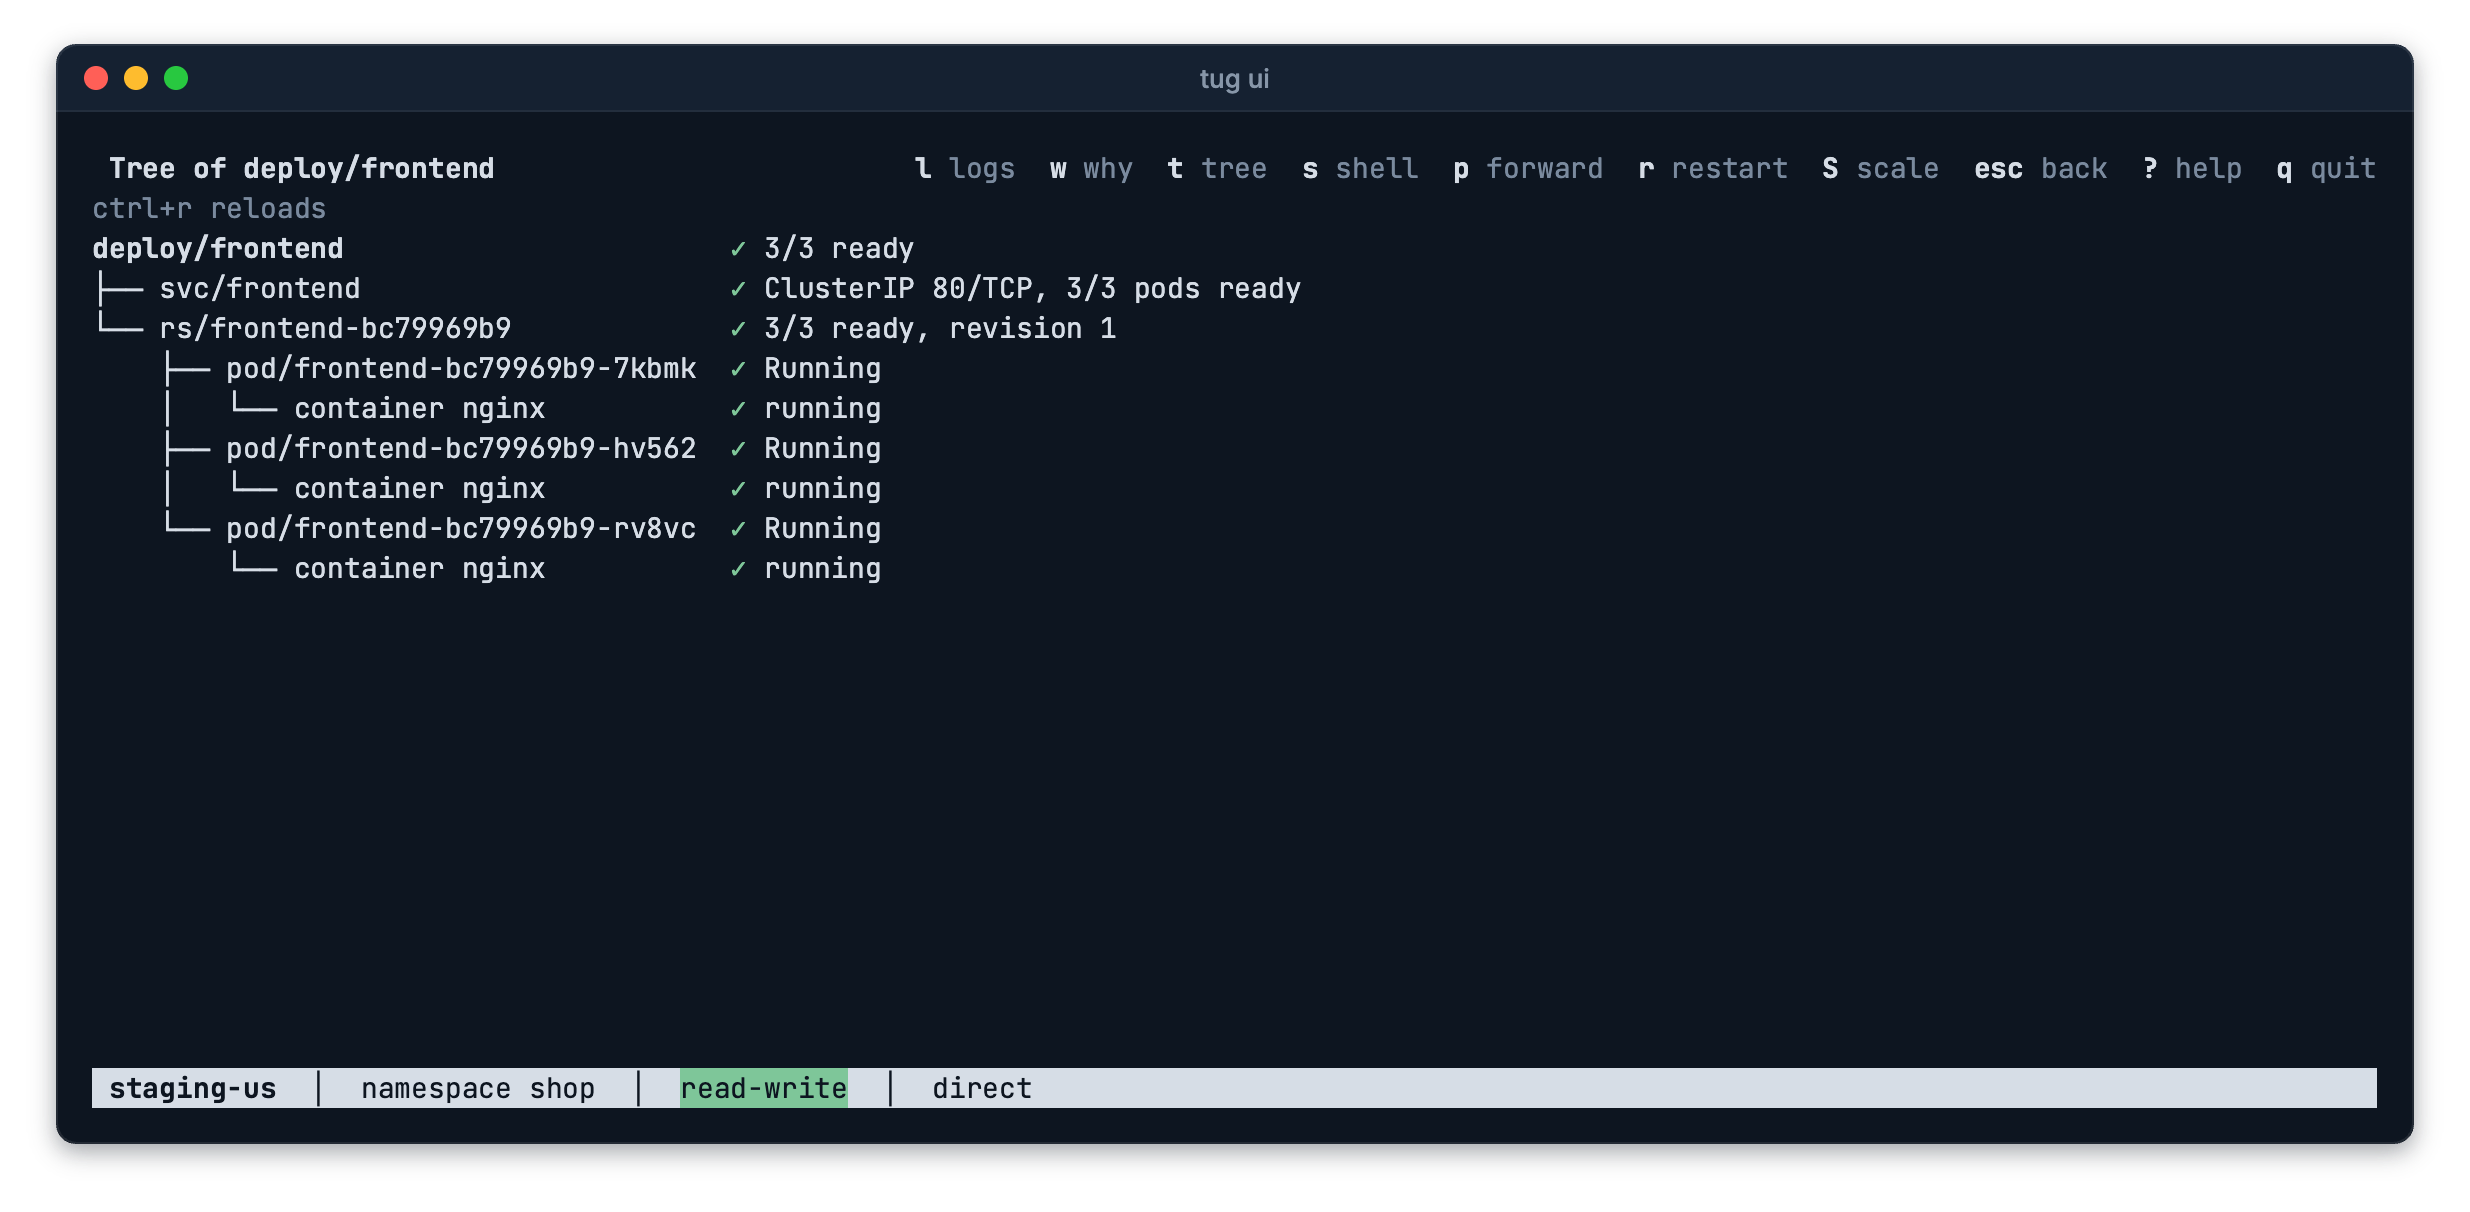 tug ui
Tree of deploy/frontend l logs w why t tree s shell p forward r restart S scale esc back ? help q quit
ctrl+r reloads
deploy/frontend ✓ 3/3 ready
├── svc/frontend ✓ ClusterIP 80/TCP, 3/3 pods ready
└── rs/frontend-bc79969b9 ✓ 3/3 ready, revision 1
    ├── pod/frontend-bc79969b9-7kbmk ✓ Running
    │   └── container nginx ✓ running
    ├── pod/frontend-bc79969b9-hv562 ✓ Running
    │   └── container nginx ✓ running
    └── pod/frontend-bc79969b9-rv8vc ✓ Running
        └── container nginx ✓ running
staging-us │ namespace shop │ read-write │ direct